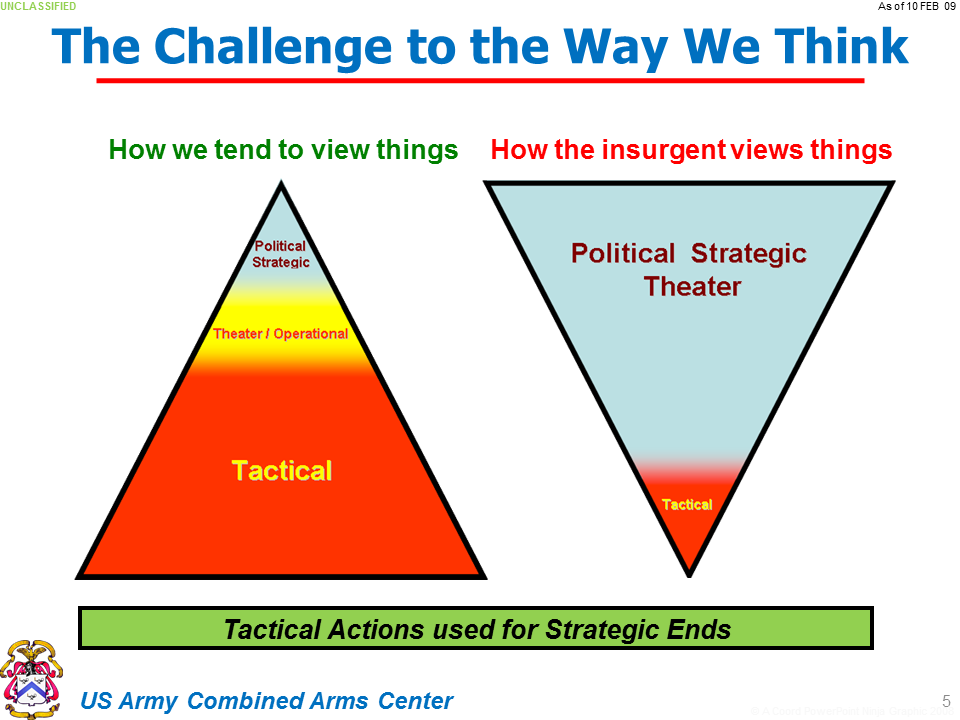 UNCLASSIFIED
As of 10 FEB 09
The Challenge to the Way We Think
How we tend to view things
How the insurgent views things
Political
Strategic
Theater / Operational
Tactical
Political Strategic
Theater
Tactical
Tactical Actions used for Strategic Ends
US Army Combined Arms Center
5